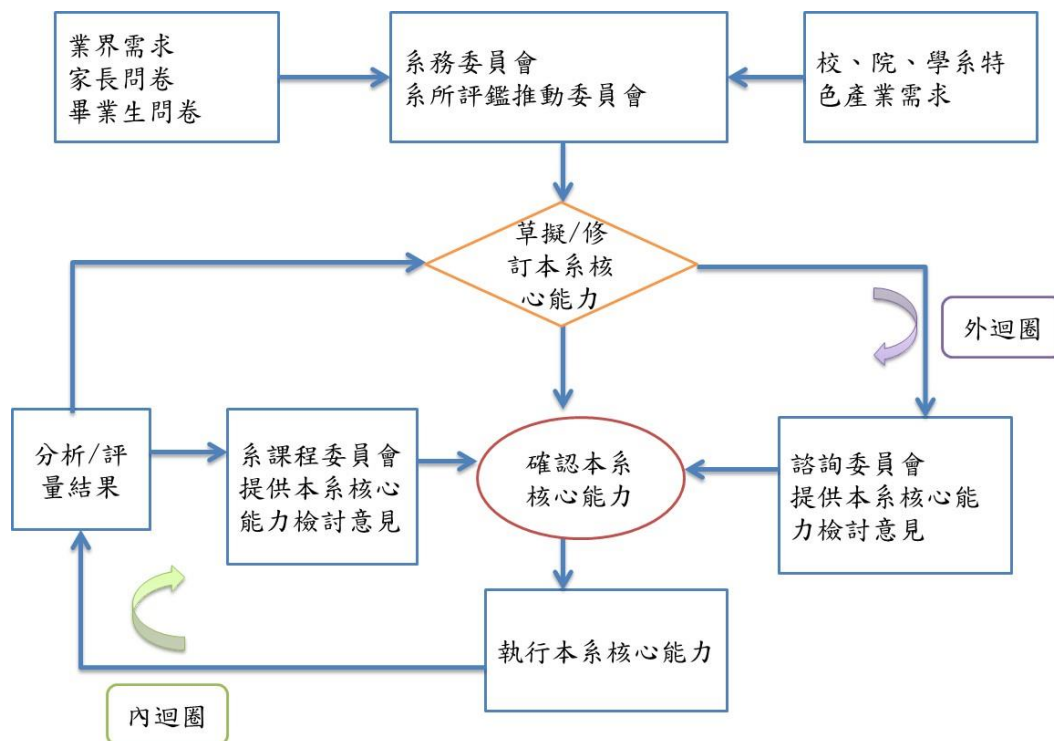 業界需求
家長問卷
畢業生問卷
系務委員會
系所評鑑推動委員會
校、院、學系特
色產業需求
草擬/修
訂本系核
心能力
外迴圈
分析/評
量結果
系課程委員會
提供本系核心
能力檢討意見
確認本系
核心能力
諮詢委員會
提供本系核心能
力檢討意見
執行本系核心能力
內迴圈